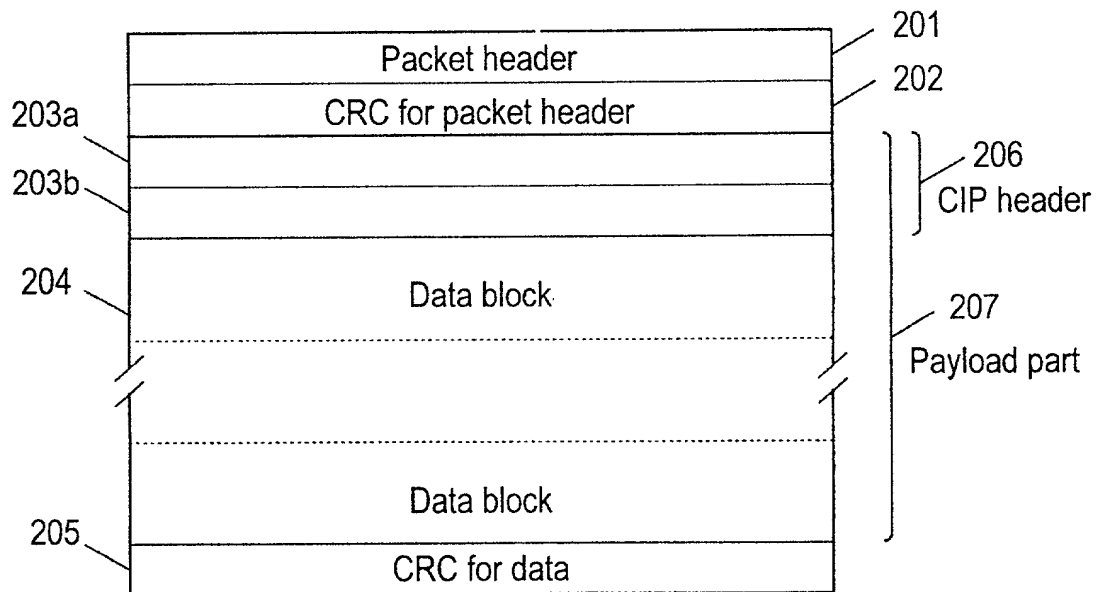 201
Packet header
202
CRC for packet header
203a
203b
206
CIP header
204
Data block
207
Payload part
Data block
205
CRC for data